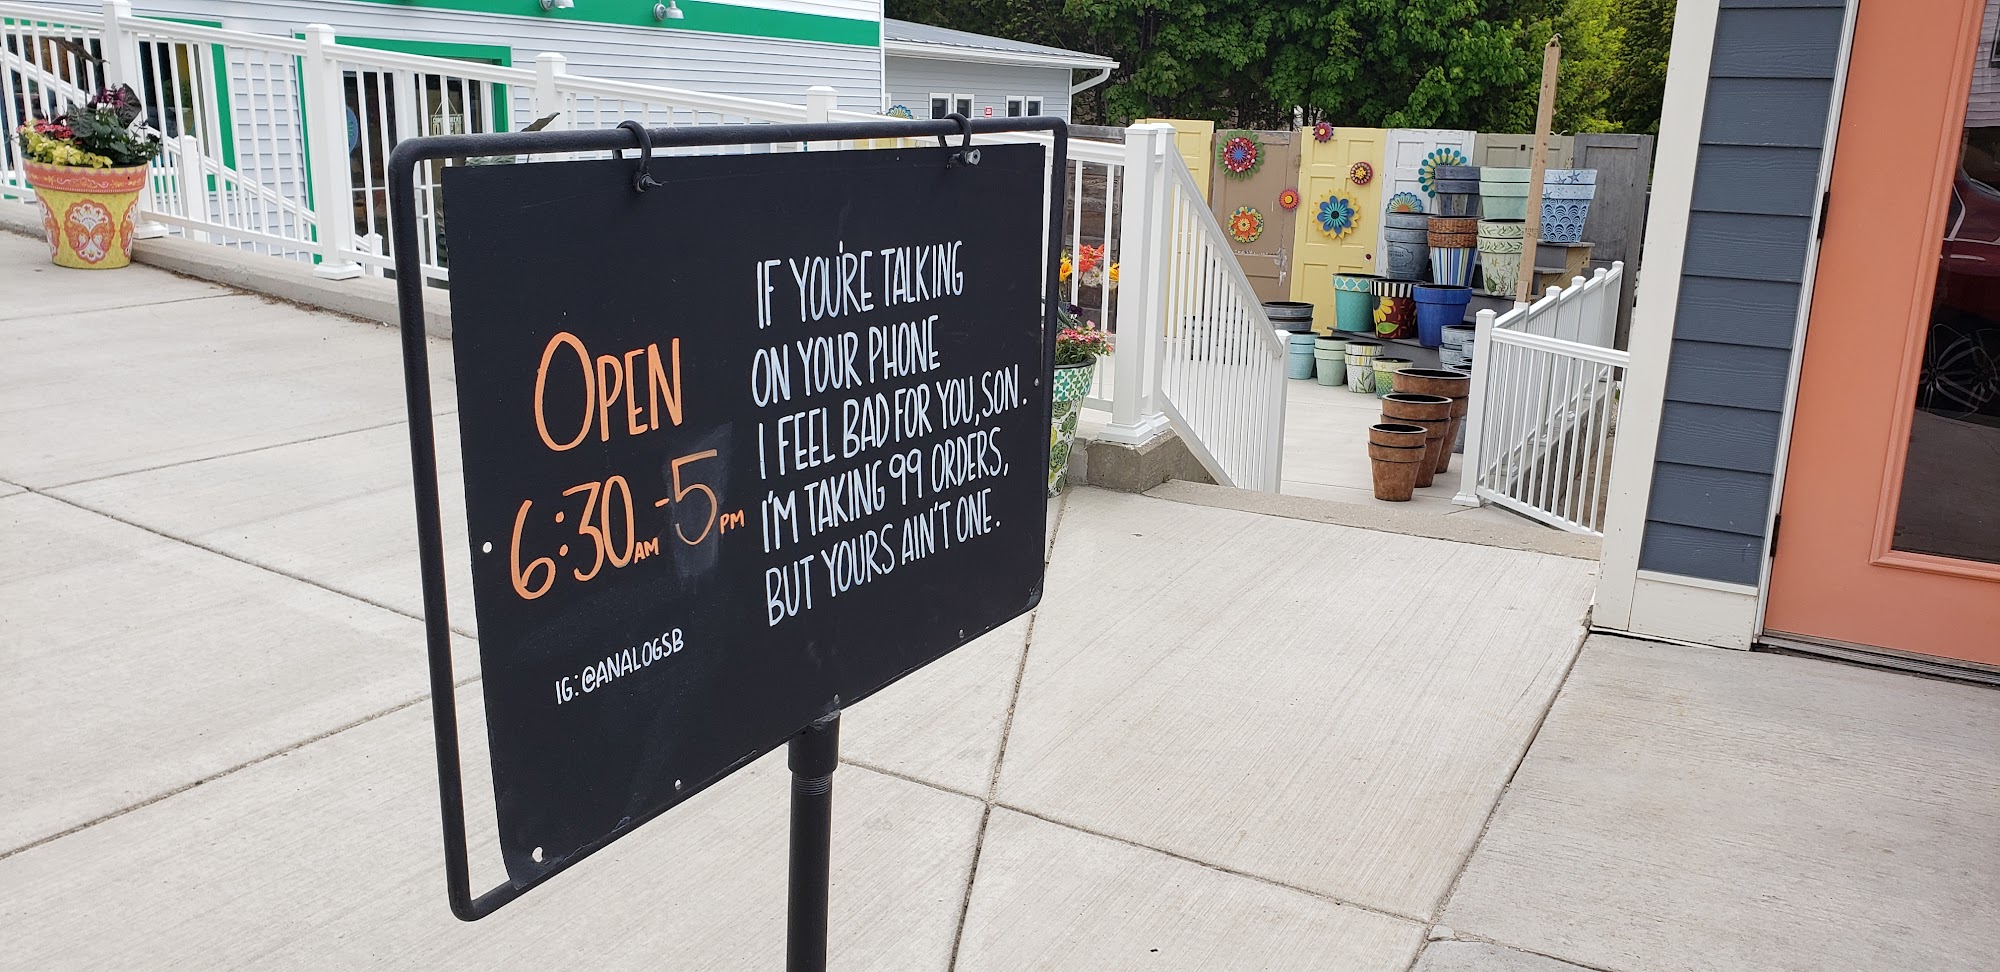 OPEN
6:30AM-5PM
IG:@ANALOGSB
IF YOU'RE TALKING
ON YOUR PHONE
I FEEL BAD FOR YOU, SON.
I'M TAKING 99 ORDERS,
BUT YOURS AIN'T ONE.